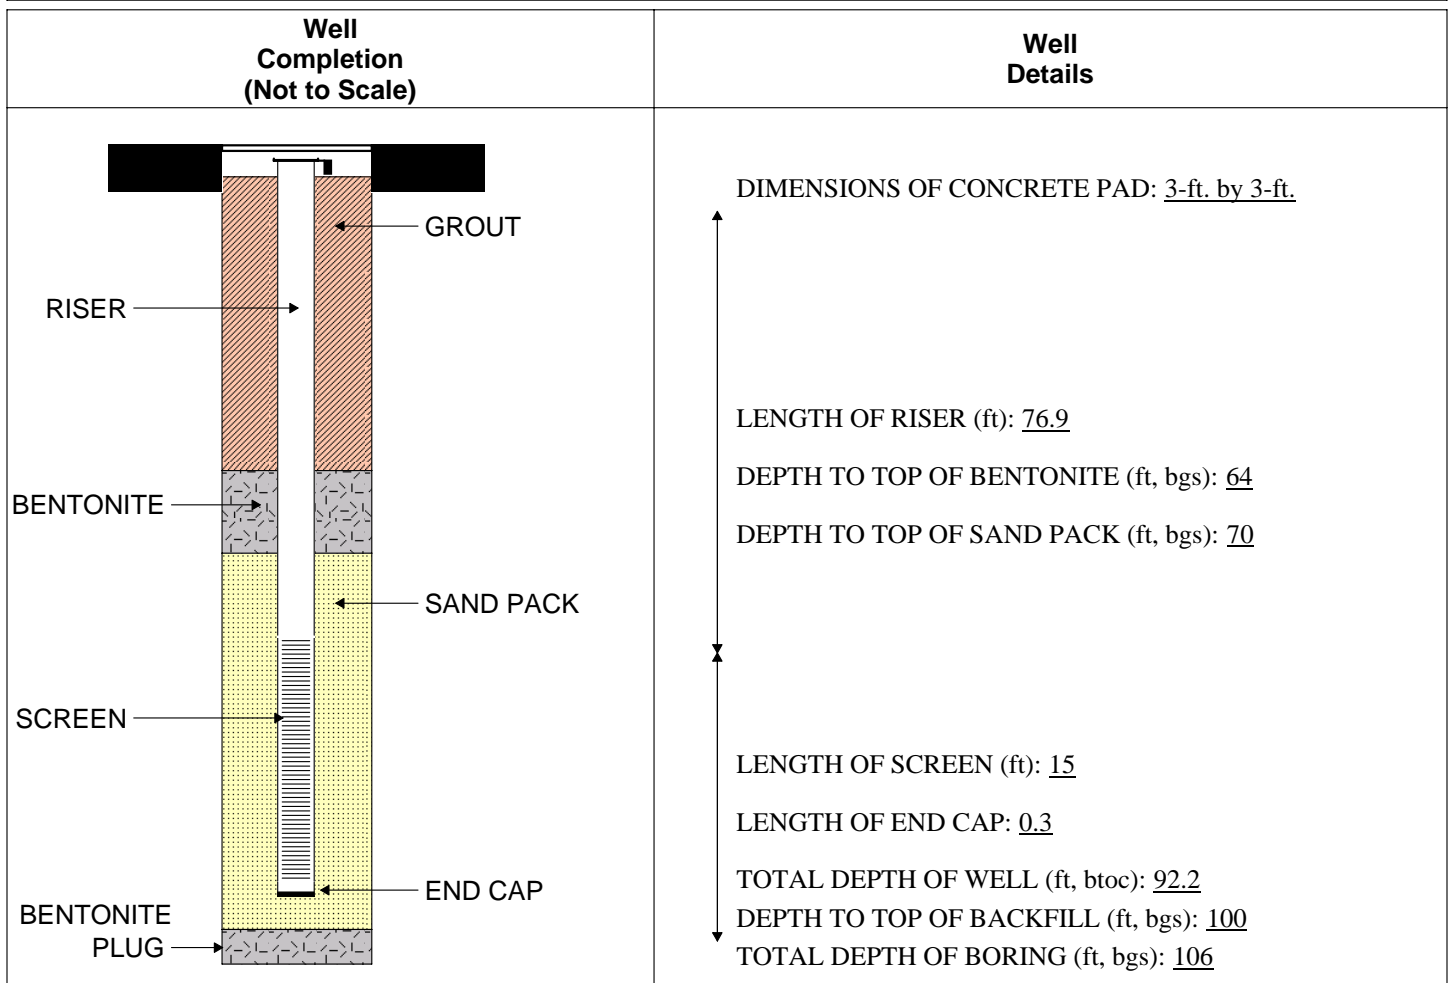 Well
Completion
(Not to Scale)
Well
Details
GROUT
RISER
BENTONITE
SAND PACK
SCREEN
END CAP
BENTONITE
PLUG
DIMENSIONS OF CONCRETE PAD: 3-ft. by 3-ft.
LENGTH OF RISER (ft): 76.9
DEPTH TO TOP OF BENTONITE (ft, bgs): 64
DEPTH TO TOP OF SAND PACK (ft, bgs): 70
LENGTH OF SCREEN (ft): 15
LENGTH OF END CAP: 0.3
TOTAL DEPTH OF WELL (ft, btoc): 92.2
DEPTH TO TOP OF BACKFILL (ft, bgs): 100
TOTAL DEPTH OF BORING (ft, bgs): 106